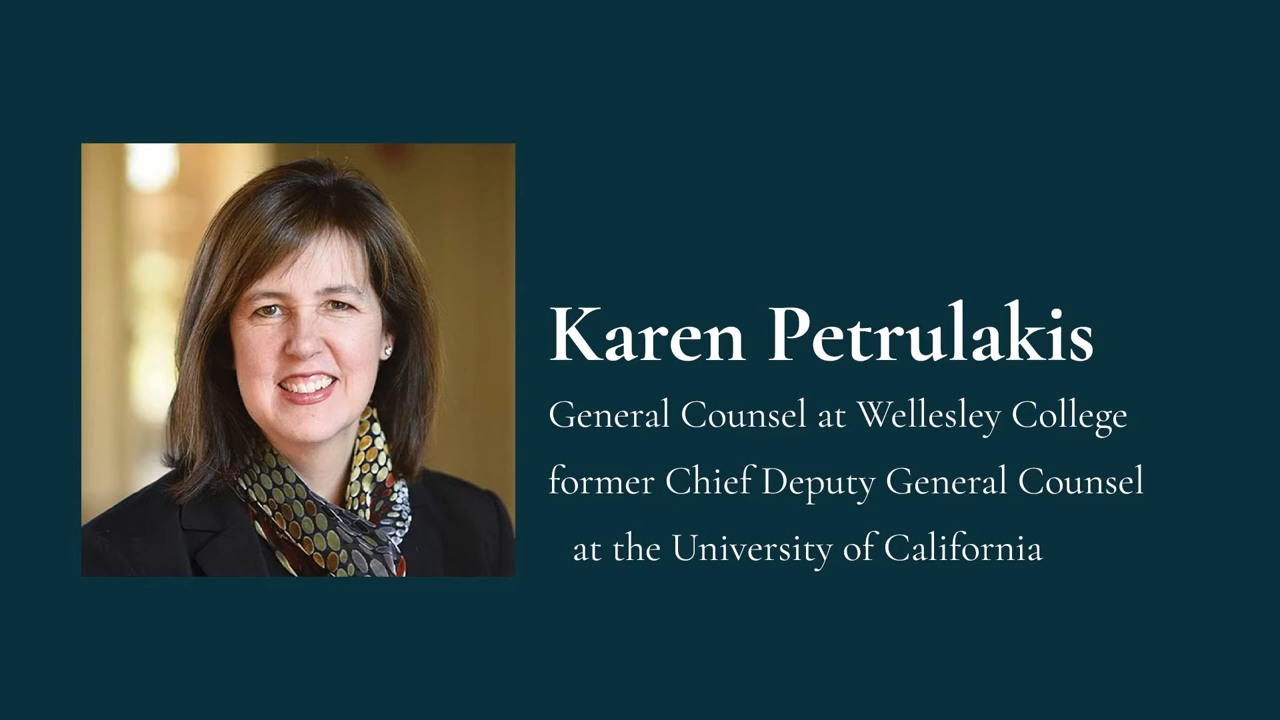 Karen Petrulakis
General Counsel at Wellesley College
former Chief Deputy General Counsel
at the University of California